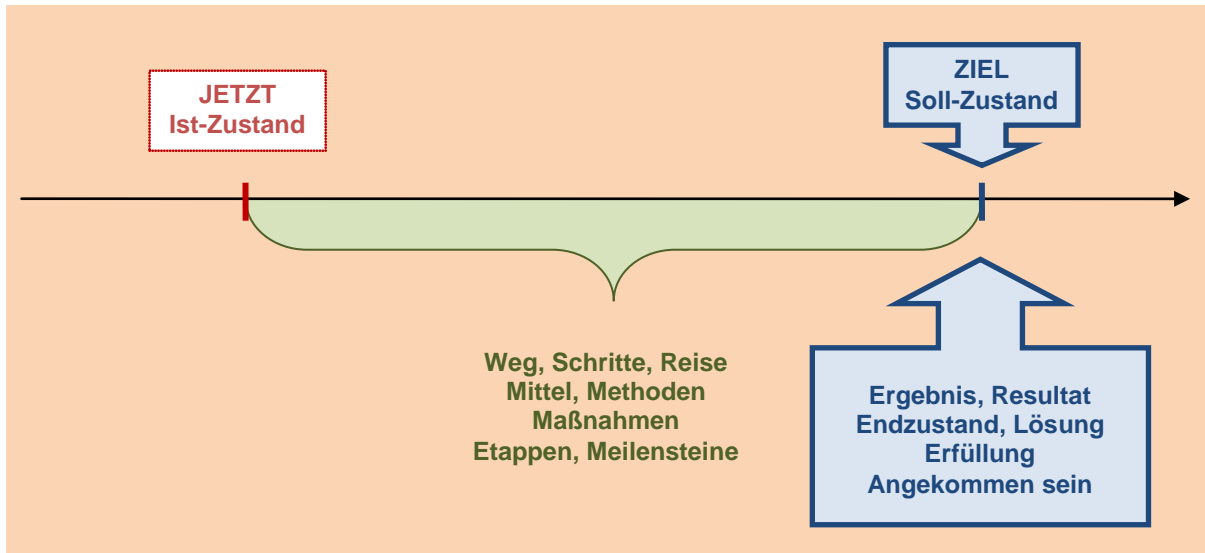 JETZT
Ist-Zustand
ZIEL
Soll-Zustand
Weg, Schritte, Reise
Mittel, Methoden
Maßnahmen
Etappen, Meilensteine
Ergebnis, Resultat
Endzustand, Lösung
Erfüllung
Angekommen sein